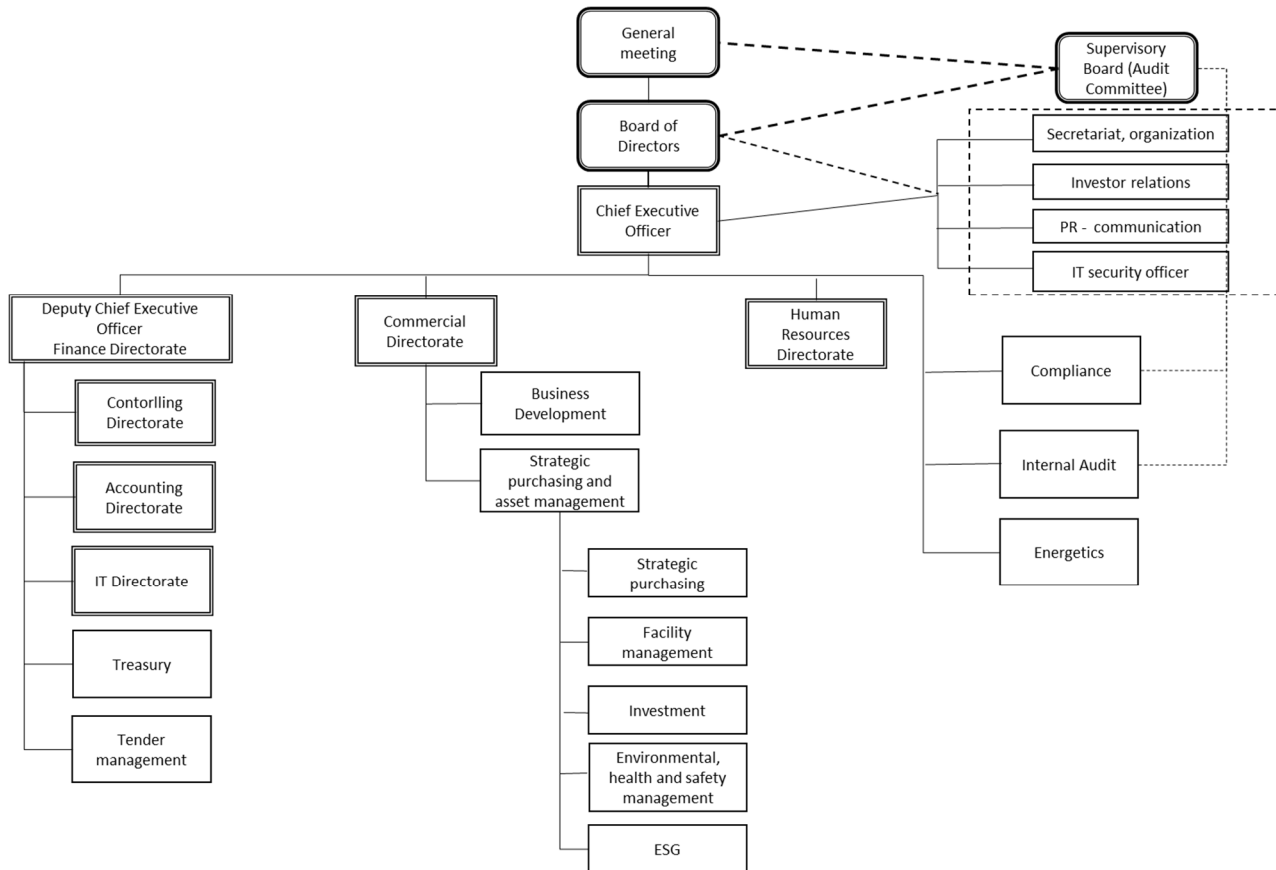 General
meeting
Supervisory
Board (Audit
Committee)
Board of
Directors
Secretariat, organization
Investor relations
Chief Executive
Officer
PR - communication
IT security officer
Deputy Chief Executive
Officer
Finance Directorate
Commercial
Directorate
Human
Resources
Directorate
Compliance
Contorlling
Directorate
Business
Development
Strategic
purchasing and
asset management
Internal Audit
Accounting
Directorate
Energetics
IT Directorate
Strategic
purchasing
Treasury
Facility
management
Investment
Tender
management
Environmental,
health and safety
management
ESG